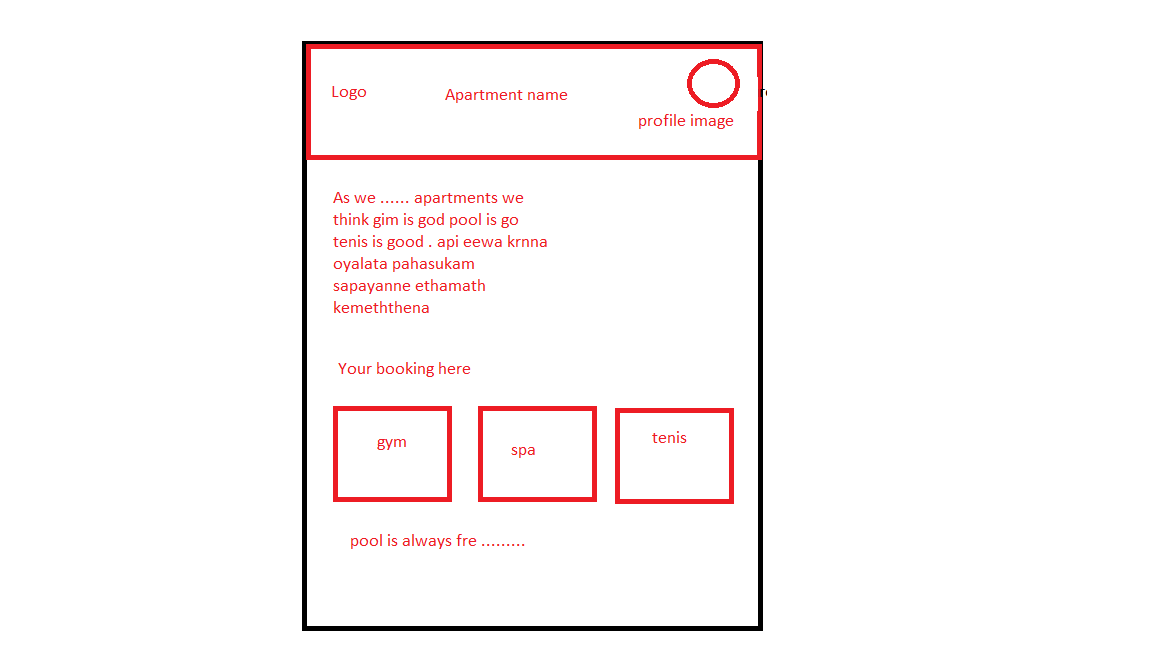 Logo
Apartment name
profile image
As we ...... apartments we
think gim is god pool is go
tenis is good . api eewa krnna
oyalata pahasukam
sapayanne ethamath
kemeththena
Your booking here
gym
spa
tenis
pool is always fre .........